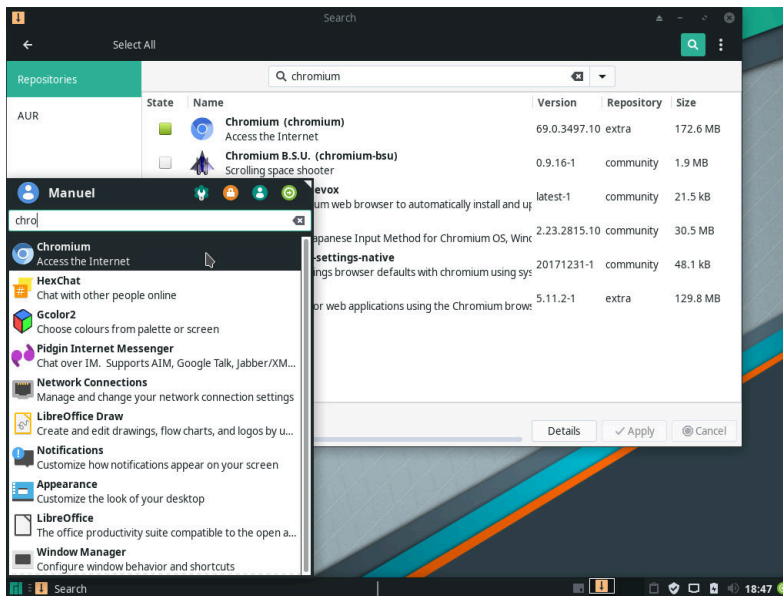 Search
Select All
Repositories
AUR
chromium
State Name Version Repository Size
Chromium (chromium)
Access the Internet
69.0.3497.10 extra 172.6 MB
Chromium B.S.U. (chromium-bsu)
Scrolling space shooter
0.9.16-1 community 1.9 MB
um web browser to automatically install and
latest-1 community 21.5 kB
Japanese Input Method for Chromium OS,
2.23.2815.10 community 30.5 MB
-settings-native
browser defaults with chromium using
20171231-1 community 48.1 kB
or web applications using the Chromium
5.11.2-1 extra 129.8 MB
Details Apply Cancel
Manuel
chro
Chromium
Access the Internet
HexChat
Chat with other people online
Gcolor2
Choose colours from palette or screen
Pidgin Internet Messenger
Chat over IM. Supports AIM, Google Talk, Jabber/XM...
Network Connections
Manage and change your network connection settings
LibreOffice Draw
Create and edit drawings, flow charts, and logos by u...
Notifications
Customize how notifications appear on your screen
Appearance
Customize the look of your desktop
LibreOffice
The office productivity suite compatible to the open a...
Window Manager
Configure window behavior and shortcuts
Search
18:47